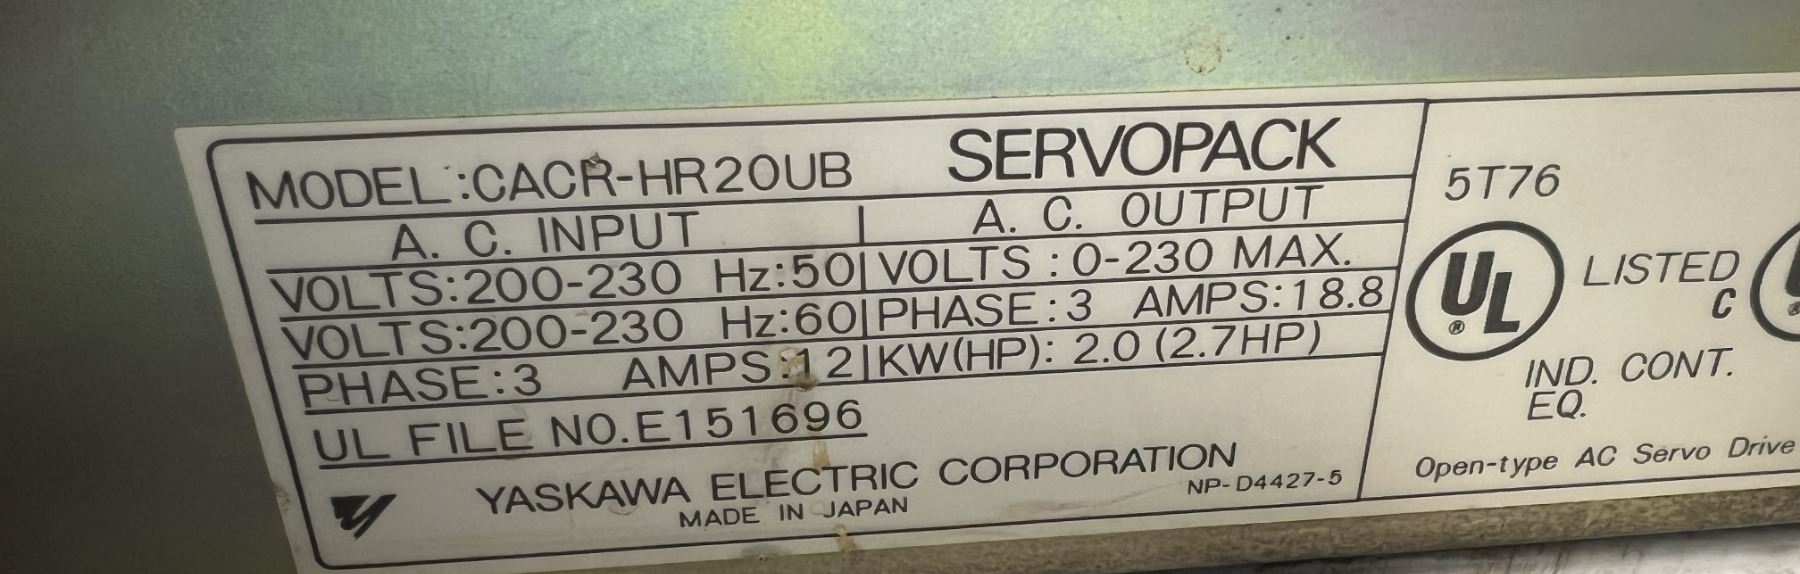 MODEL:CACR-HR20UB SERVOPACK
A. C. INPUT A. C. OUTPUT
VOLTS:200-230 Hz:50 VOLTS:0-230 MAX.
VOLTS:200-230 Hz:60 PHASE:3 AMPS:18.8
PHASE:3 AMPS:12 KW(HP): 2.0 (2.7HP)
UL FILE NO.E151696
YASKAWA ELECTRIC CORPORATION
MADE IN JAPAN NP-D4427-5
5T76
UL ® LISTED
C
IND. CONT.
EQ.
Open-type AC Servo Drive